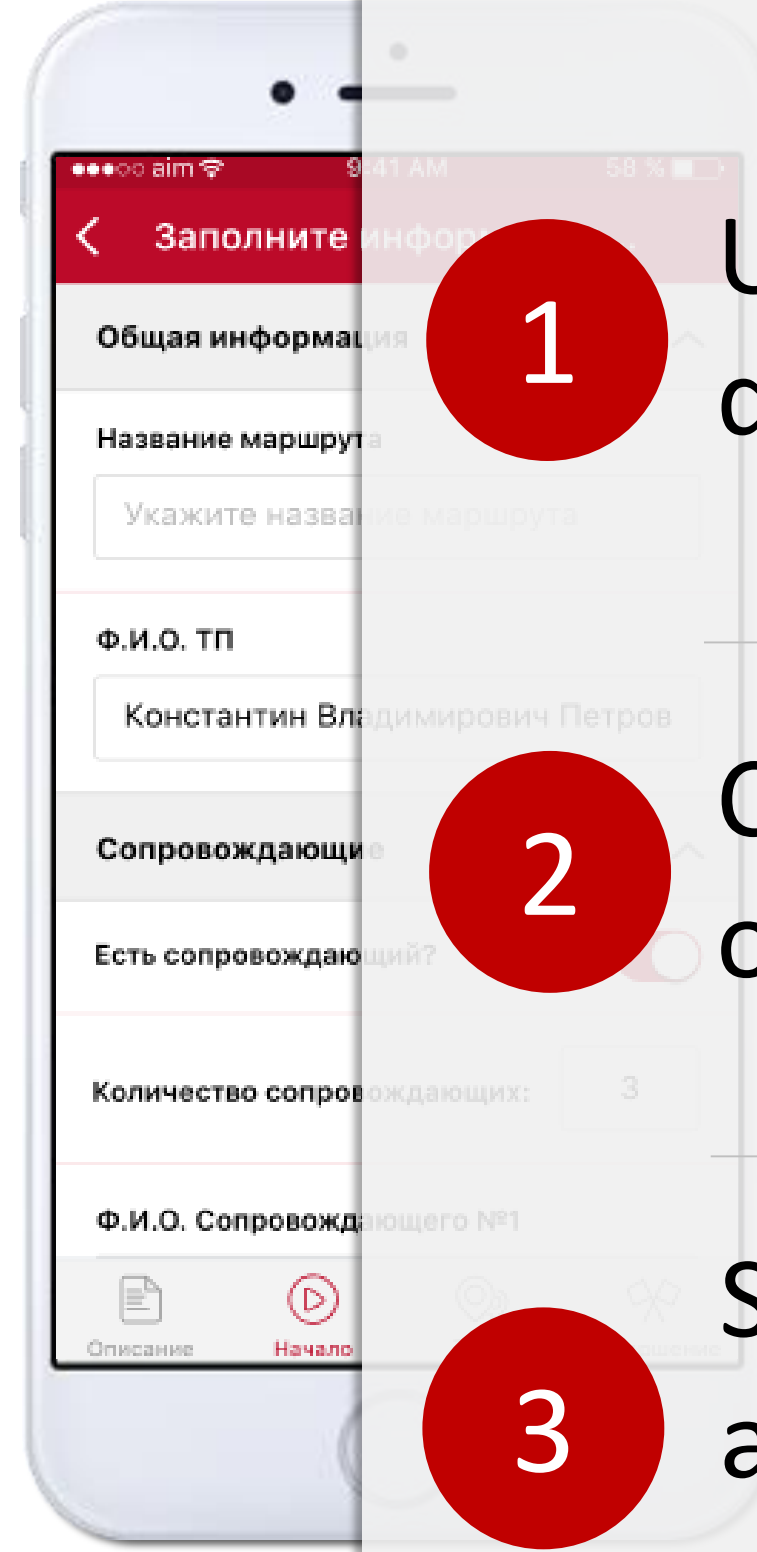 aim 9:41 AM 58 %
Заполните инфор
1
U
Общая информация
Название маршрута
Укажите название маршрута
Ф.И.О. ТП
Константин Владимирович Петров
2
Сопровождающие
Есть сопровождающий?
Количество сопровождающих: 3
Ф.И.О. Сопровождающего №1
S
Описание
Начало
3
a